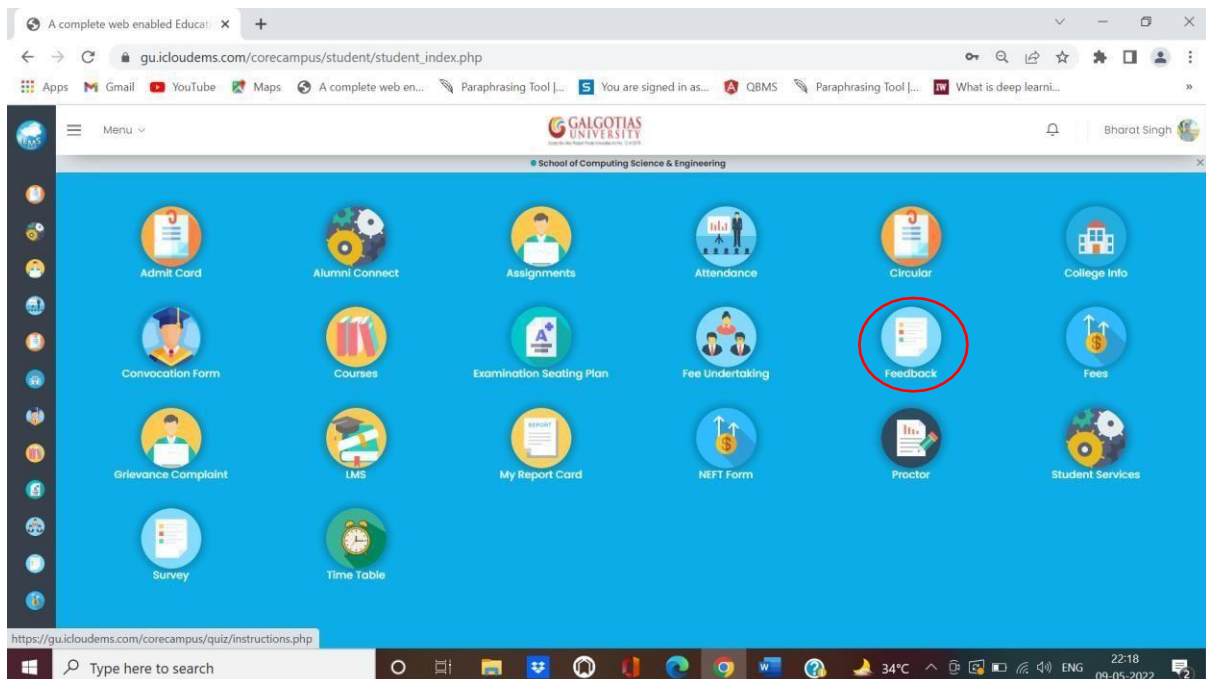 A complete web enabled Educati
gu.icloudems.com/corecampus/student/student_index.php
Apps Gmail YouTube Maps A complete web en... Paraphrasing Tool |... You are signed in as... QBMS Paraphrasing Tool |... What is deep learni... »
EMS Menu GALGOTIAS UNIVERSITY Bharat Singh
School of Computing Science & Engineering
Admit Card Alumni Connect Assignments Attendance Circular College Info
Convocation Form Courses Examination Seating Plan Fee Undertaking Feedback Fees
REPORT
Grievance Complaint LMS My Report Card NEFT Form Proctor Student Services
Survey Time Table
https://gu.icloudems.com/corecampus/quiz/instructions.php
Type here to search 34°C ENG 22:18
09-05-2022 2